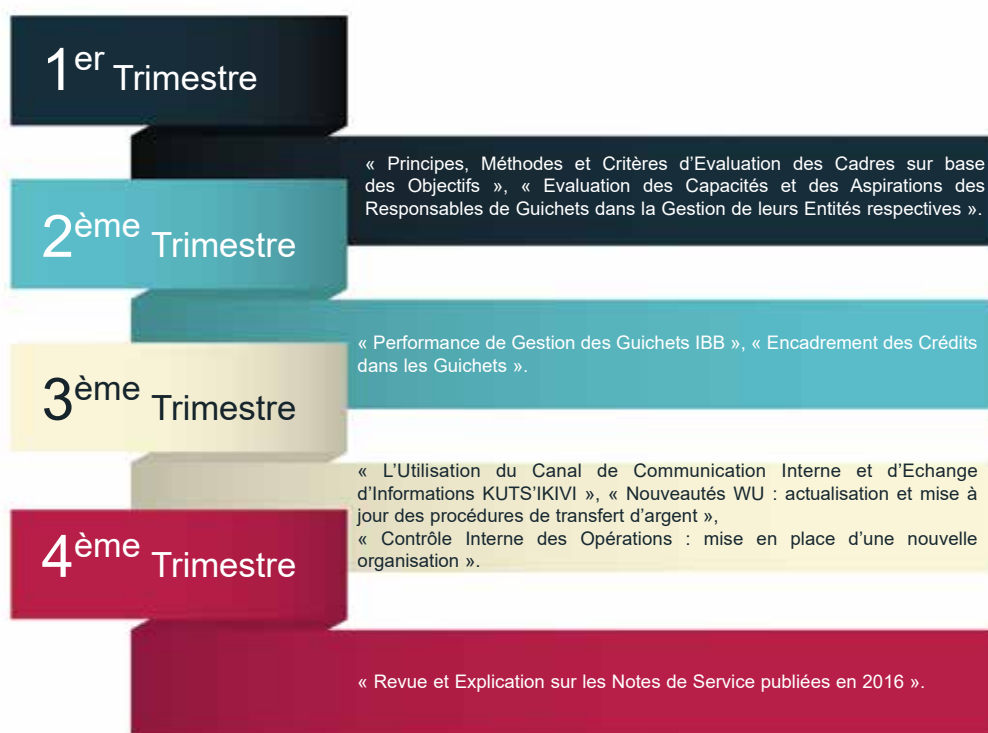 1er Trimestre
« Principes, Méthodes et Critères d’Evaluation des Cadres sur base
des Objectifs », « Evaluation des Capacités et des Aspirations des
Responsables de Guichets dans la Gestion de leurs Entités respectives ».
2ème Trimestre
« Performance de Gestion des Guichets IBB », « Encadrement des Crédits
dans les Guichets ».
3ème Trimestre
« L’Utilisation du Canal de Communication Interne et d’Echange
d’Informations KUTS’IKIVI », « Nouveautés WU : actualisation et mise à
jour des procédures de transfert d’argent »,
« Contrôle Interne des Opérations : mise en place d’une nouvelle
organisation ».
4ème Trimestre
« Revue et Explication sur les Notes de Service publiées en 2016 ».